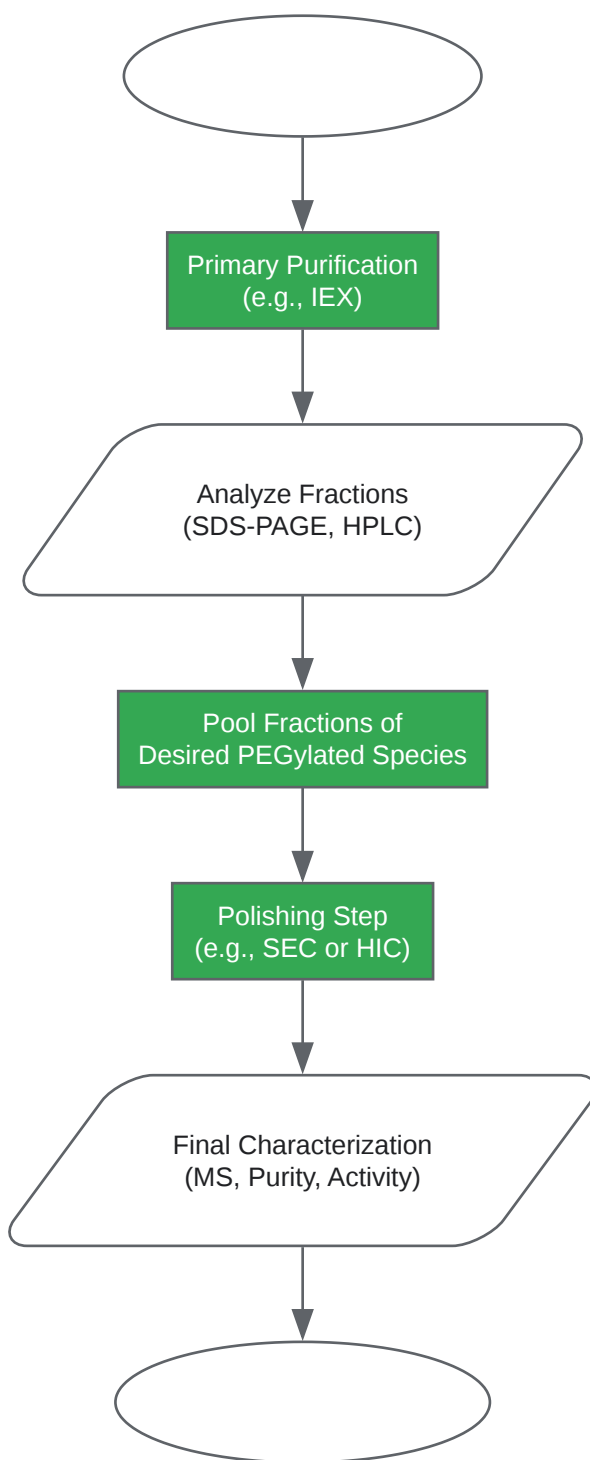 Primary Purification
(e.g., IEX)
Analyze Fractions
(SDS-PAGE, HPLC)
Pool Fractions of
Desired PEGylated Species
Polishing Step
(e.g., SEC or HIC)
Final Characterization
(MS, Purity, Activity)